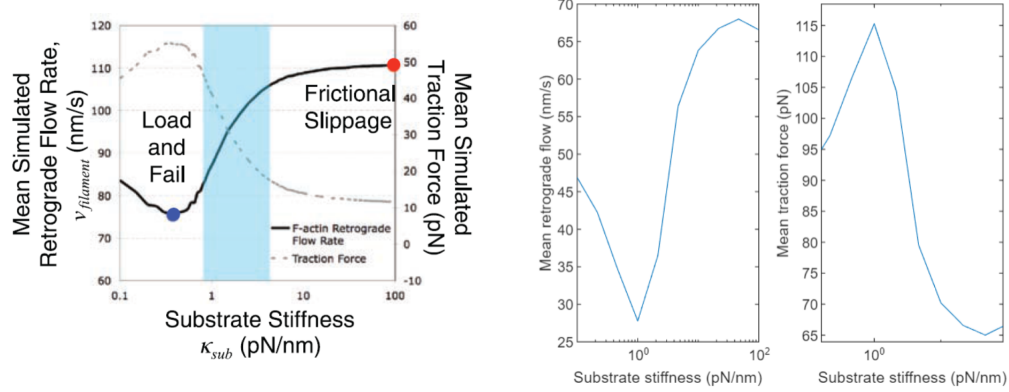 Mean Simulated
Retrograde Flow Rate,
v_filament (nm/s)
120
110
100
90
80
70
60
Load
and
Fail
Frictional
Slippage
F-actin Retrograde
Flow Rate
Traction Force
60
50
40
30
20
10
0
-10
Mean Simulated
Traction Force (pN)
0.1 1 10 100
Substrate Stiffness
κ_sub (pN/nm)
Mean retrograde flow (nm/s)
70
65
60
55
50
45
40
35
30
25
10^0 10^2
Substrate stiffness (pN/nm)
Mean traction force (pN)
115
110
105
100
95
90
85
80
75
70
65
10^0
Substrate stiffness (pN/nm)